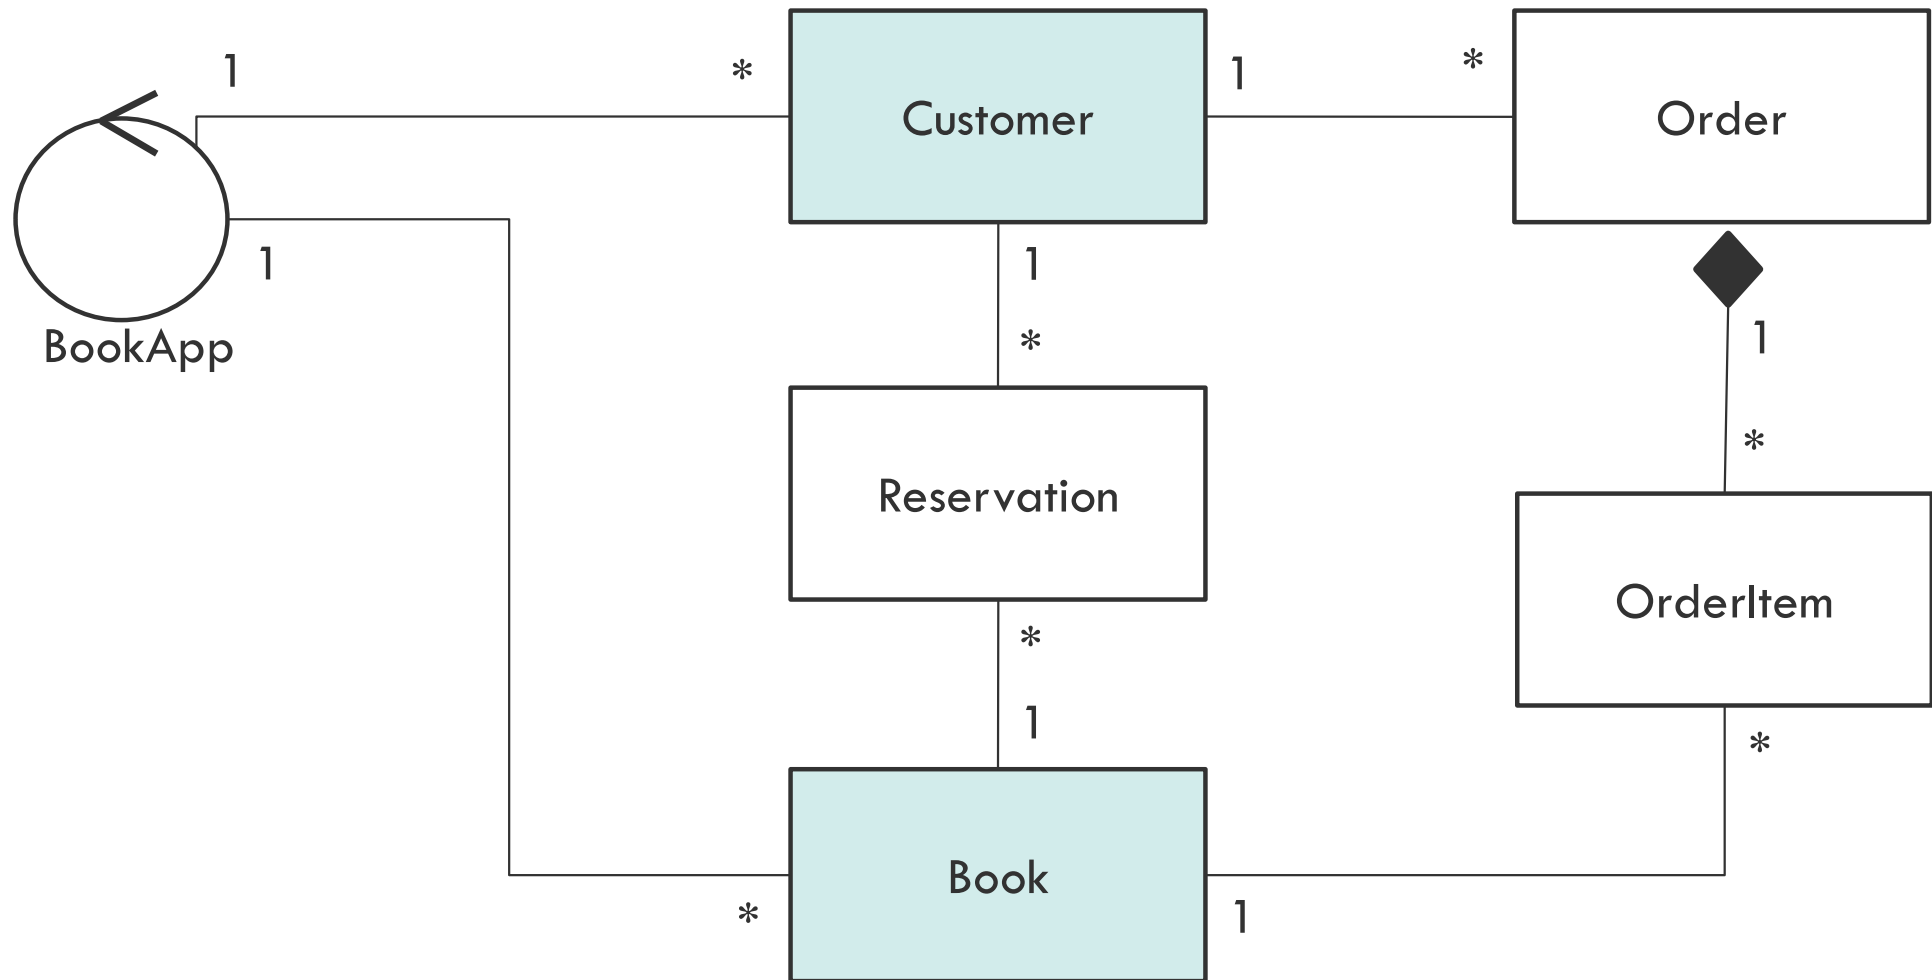 1
*
Customer
1
*
Order
BookApp
1
1
*
1
*
Reservation
OrderItem
*
1
*
Book
*
1